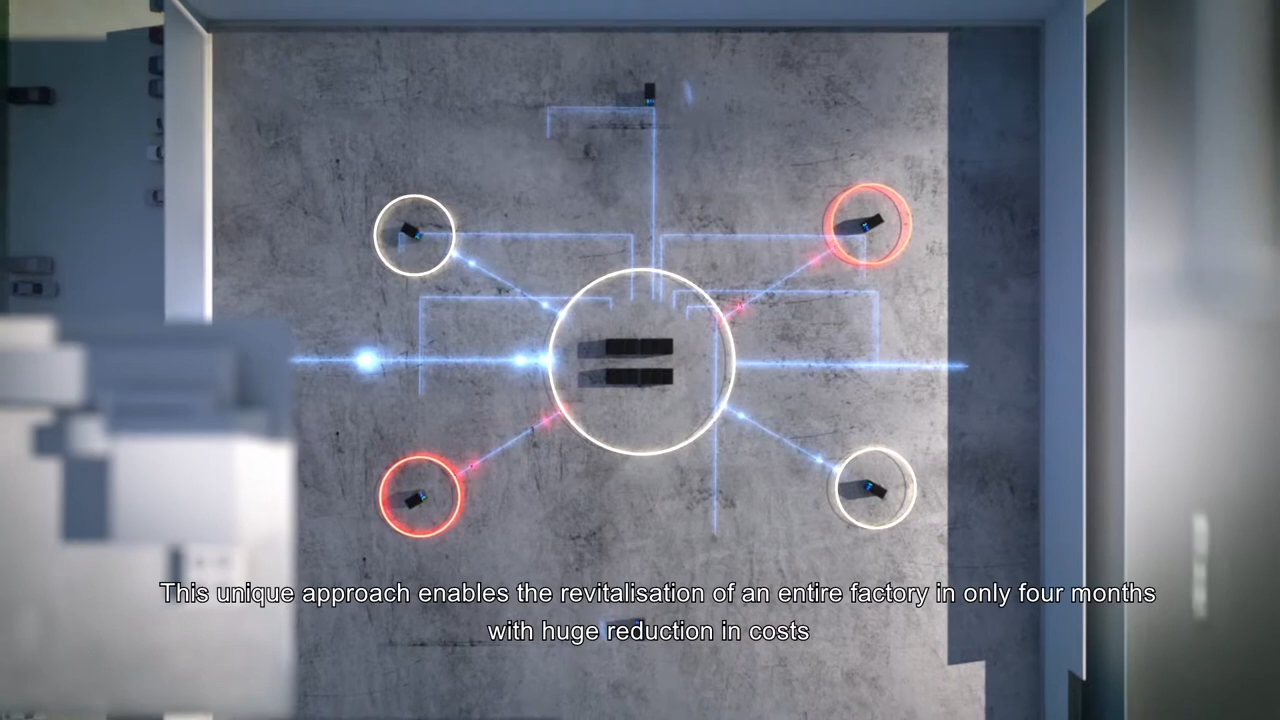 This unique approach enables the revitalisation of an entire factory in only four months
with huge reduction in costs